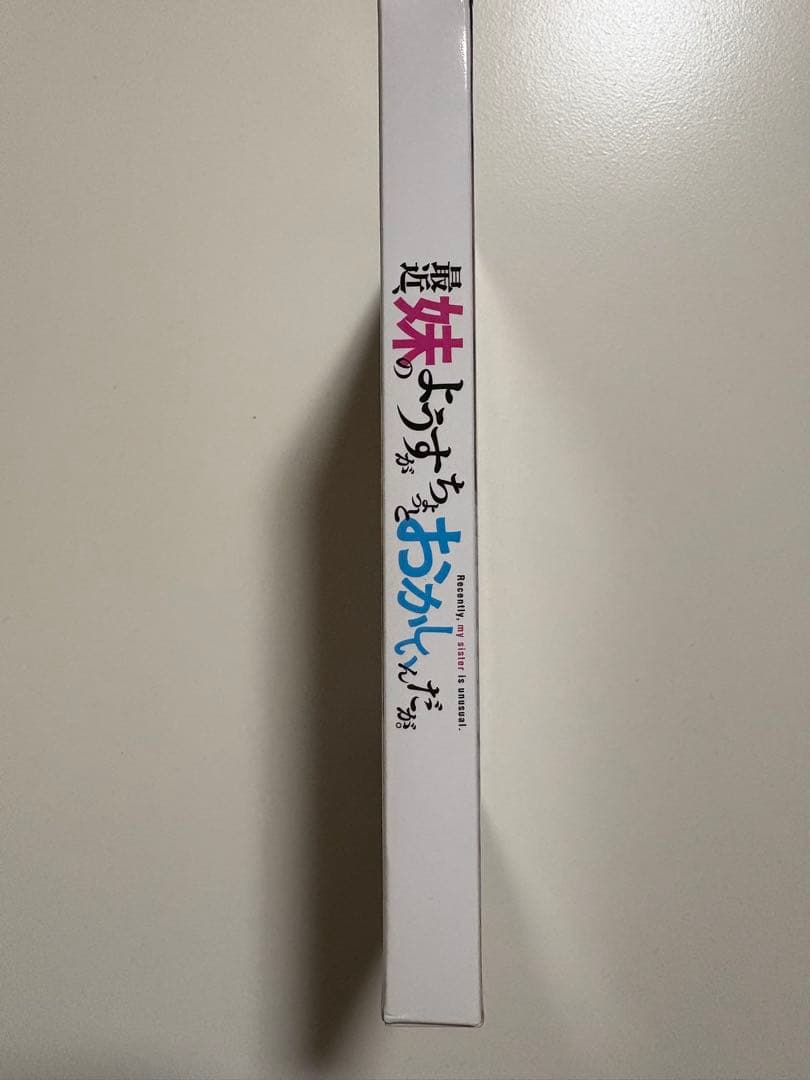 最近、妹のようすがちょっとおかしいんだが。
Recently, my sister is unusual.